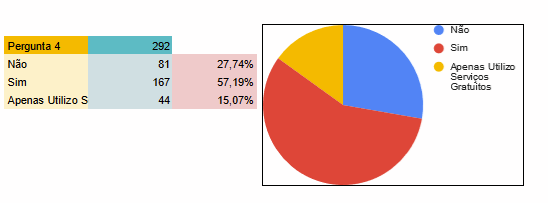 Pergunta 4 292
Não 81 27,74%
Sim 167 57,19%
Apenas Utilizo S 44 15,07%
Não
Sim
Apenas Utilizo
Serviços
Gratuitos